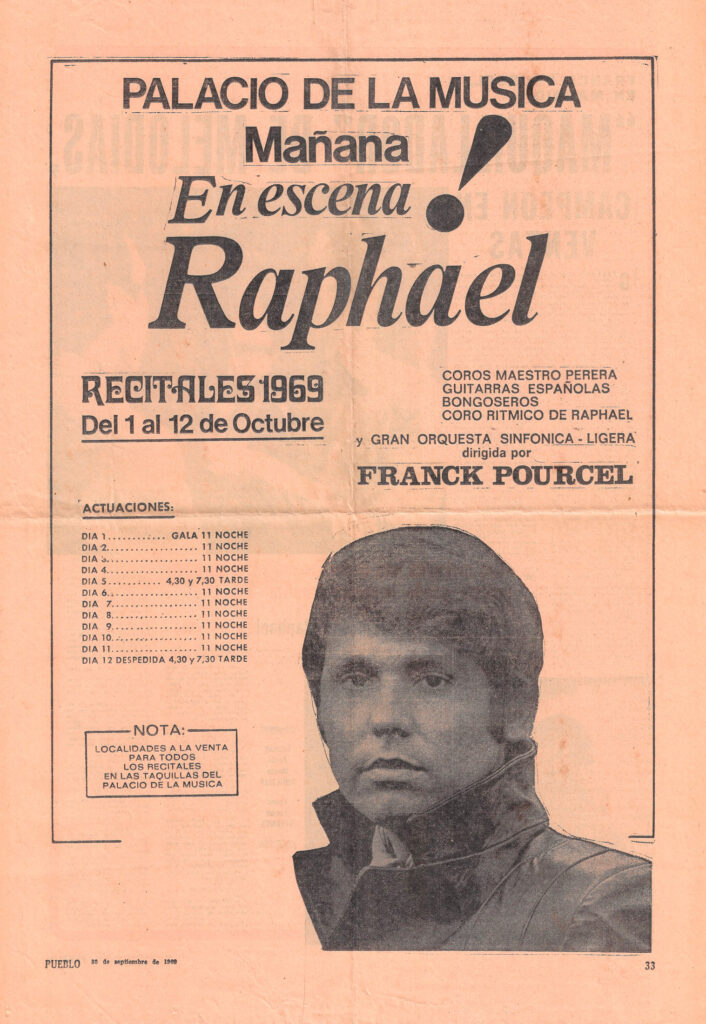 PALACIO DE LA MUSICA
Mañana
En escena !
Raphael
RECITALES 1969
Del 1 al 12 de Octubre
COROS MAESTRO PERERA
GUITARRAS ESPAÑOLAS
BONGOSEROS
CORO RITMICO DE RAPHAEL
y GRAN ORQUESTA SINFONICA - LIGERA
dirigida por
FRANCK POURCEL
ACTUACIONES:
DIA 1 ........... GALA 11 NOCHE
DIA 2.................. 11 NOCHE
DIA 3.................. 11 NOCHE
DIA 4.................. 11 NOCHE
DIA 5........... 4,30 y 7,30 TARDE
DIA 6.................. 11 NOCHE
DIA 7.................. 11 NOCHE
DIA 8.................. 11 NOCHE
DIA 9.................. 11 NOCHE
DIA 10................. 11 NOCHE
DIA 11................. 11 NOCHE
DIA 12 DESPEDIDA 4,30 y 7,30 TARDE
NOTA:
LOCALIDADES A LA VENTA
PARA TODOS
LOS RECITALES
EN LAS TAQUILLAS DEL
PALACIO DE LA MUSICA
PUEBLO 30 de septiembre de 1969
33